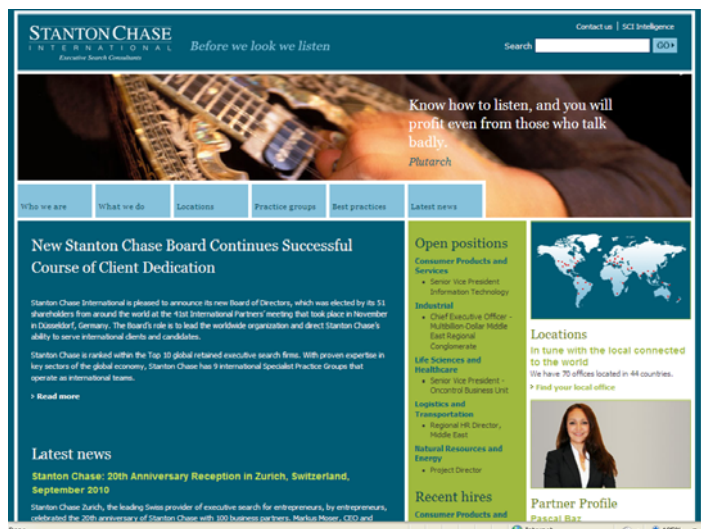 Contact us | SCI Intelligence
STANTON CHASE
INTERNATIONAL
Executive Search Consultants
Before we look we listen
Search
GO
Know how to listen, and you will
profit even from those who talk
badly.
Plutarch
Who we are
What we do
Locations
Practice groups
Best practices
Latest news
New Stanton Chase Board Continues Successful
Course of Client Dedication
Stanton Chase International is pleased to announce its new Board of Directors, which was elected by its 51
shareholders from around the world at the 41st International Partners' meeting that took place in November
in Düsseldorf, Germany. The Board's role is to lead the worldwide organization and direct Stanton Chase's
ability to serve international clients and candidates.
Stanton Chase is ranked within the Top 10 global retained executive search firms. With proven expertise in
key sectors of the global economy, Stanton Chase has 9 international Specialist Practice Groups that
operate as international teams.
> Read more
Latest news
Stanton Chase: 20th Anniversary Reception in Zurich, Switzerland,
September 2010
Stanton Chase Zurich, the leading Swiss provider of executive search for entrepreneurs, by entrepreneurs,
celebrated the 20th anniversary of Stanton Chase with 100 business partners. Markus Moser, CEO and
Open positions
Consumer Products and
Services
• Senior Vice President
Information Technology
Industrial
• Chief Executive Officer -
Multibillion-Dollar Middle
East Regional
Conglomerate
Life Sciences and
Healthcare
• Senior Vice President -
Oncontrol Business Unit
Logistics and
Transportation
• Regional HR Director,
Middle East
Natural Resources and
Energy
• Project Director
Recent hires
Consumer Products and
Locations
In tune with the local connected
to the world
We have 70 offices located in 44 countries.
> Find your local office
Partner Profile
Pascal Baz